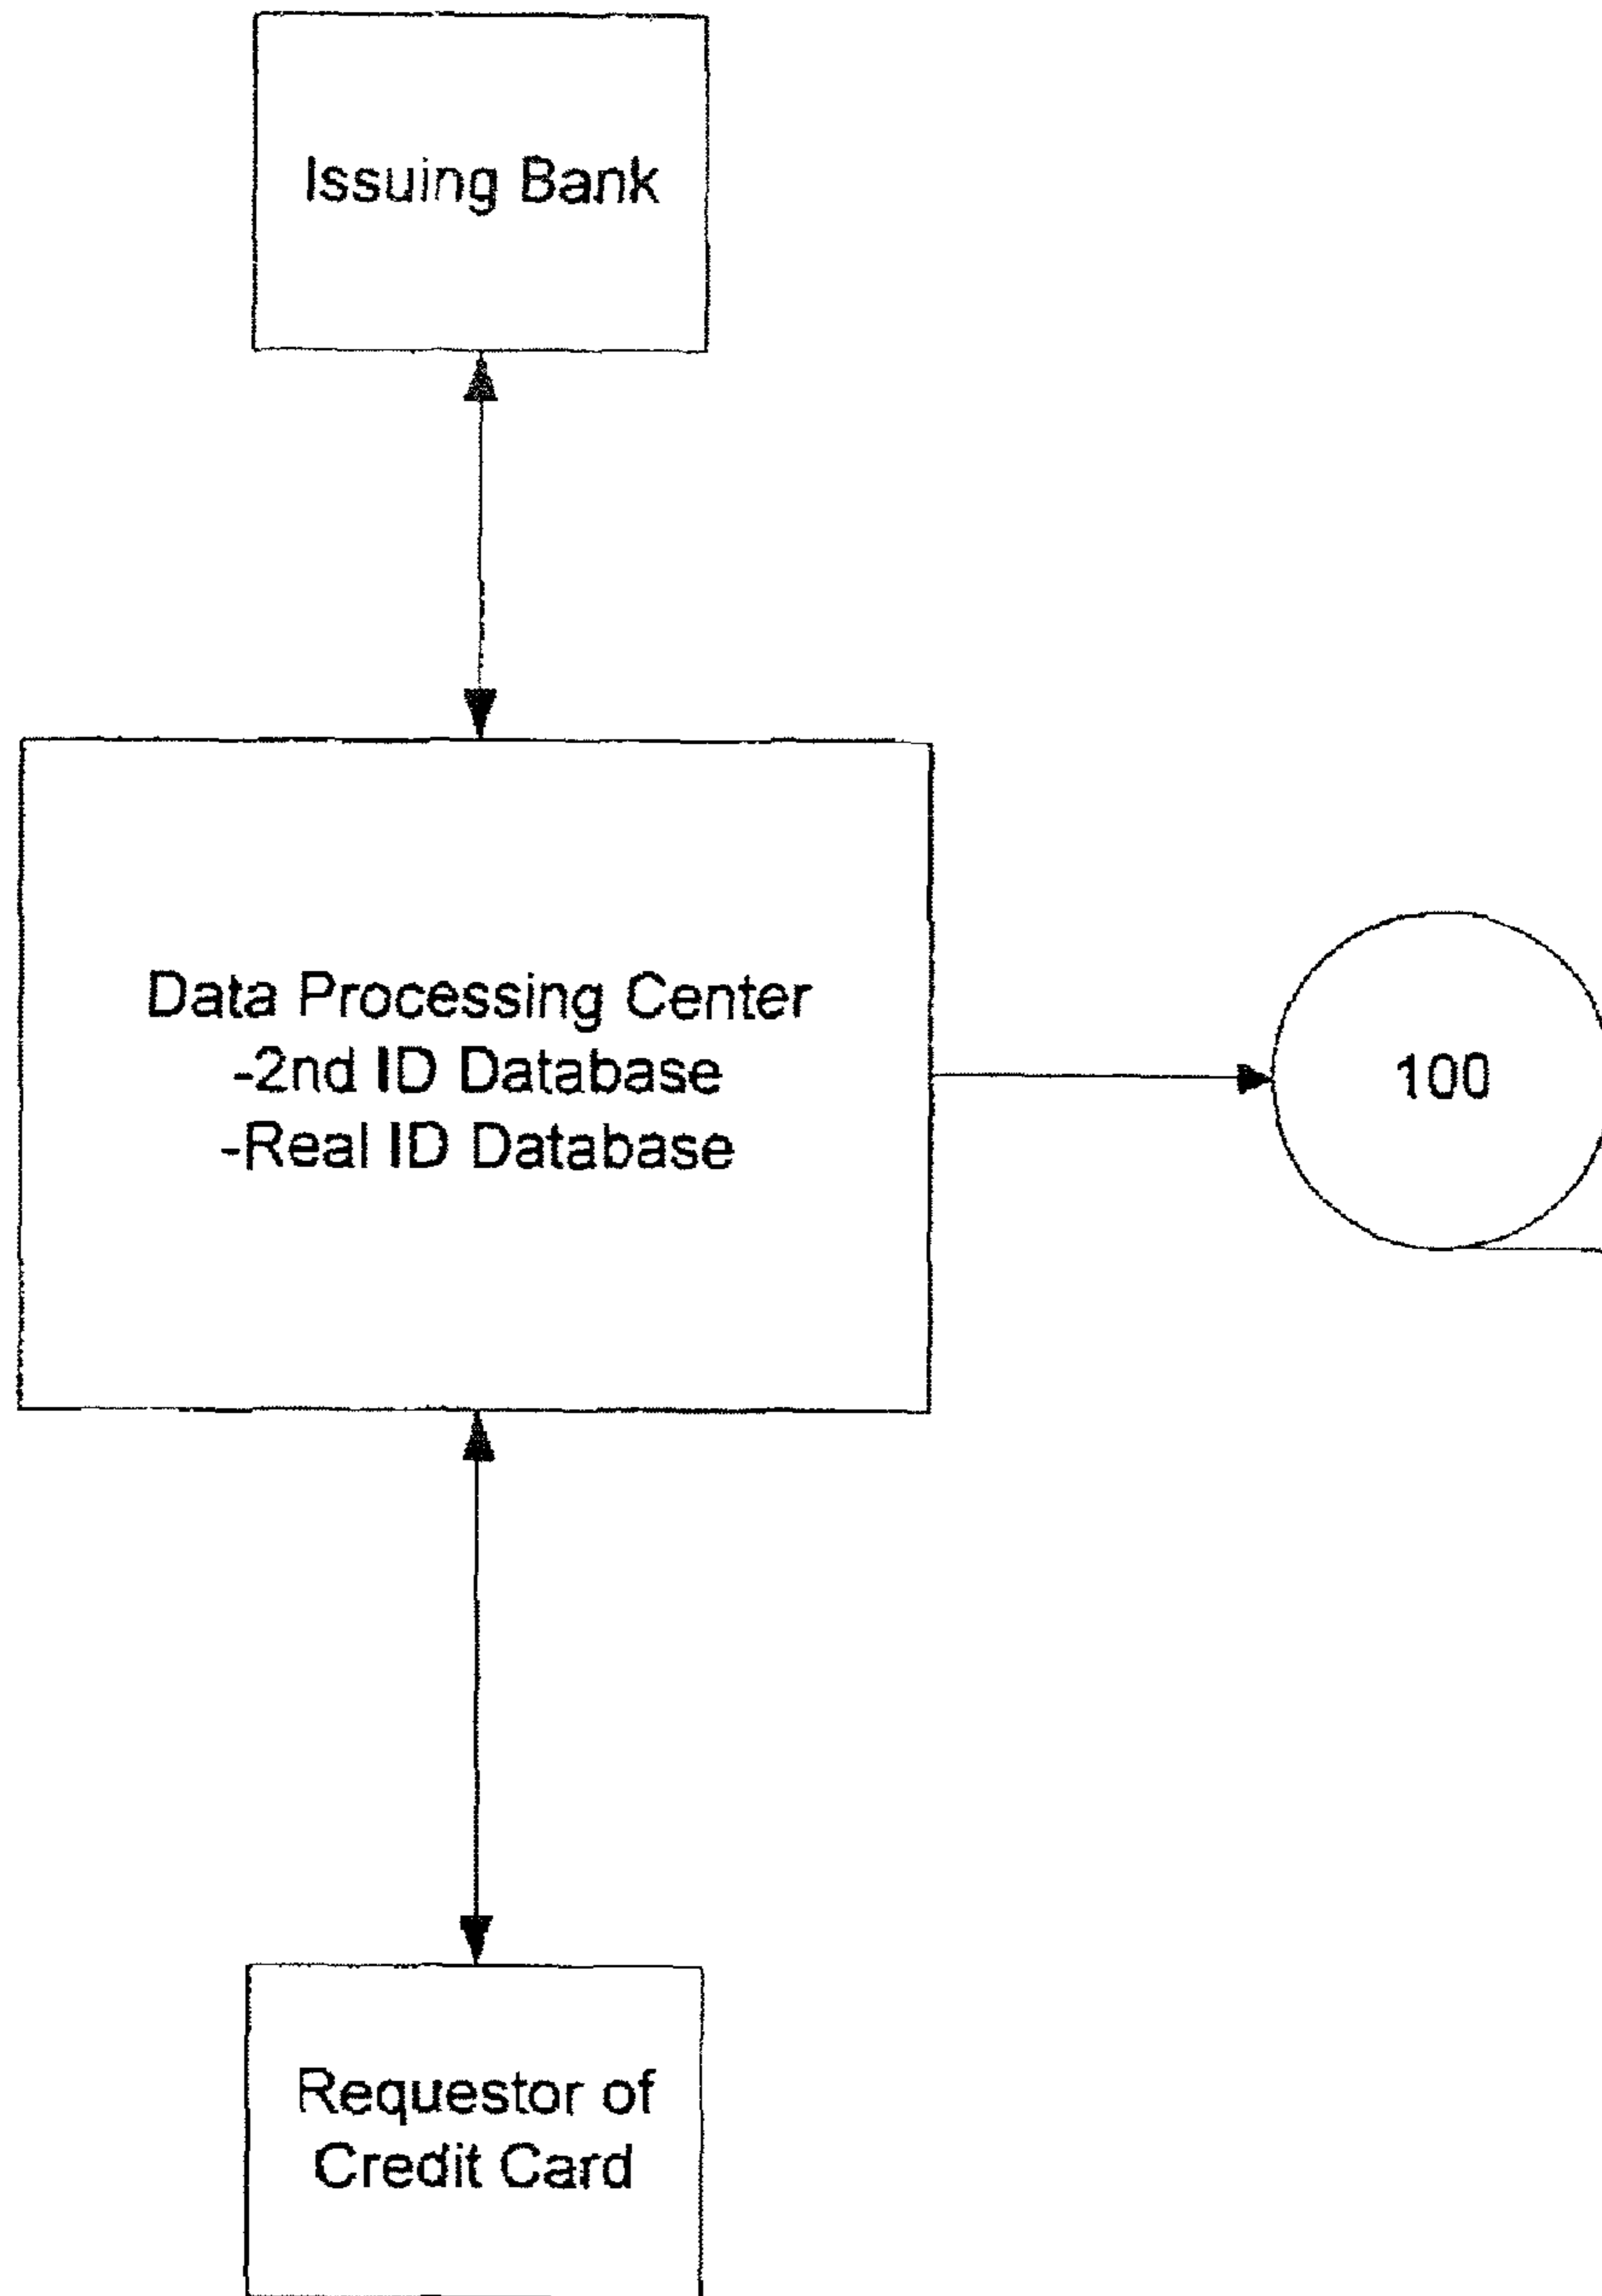 Issuing Bank
Data Processing Center
-2nd ID Database
-Real ID Database
100
Requestor of
Credit Card